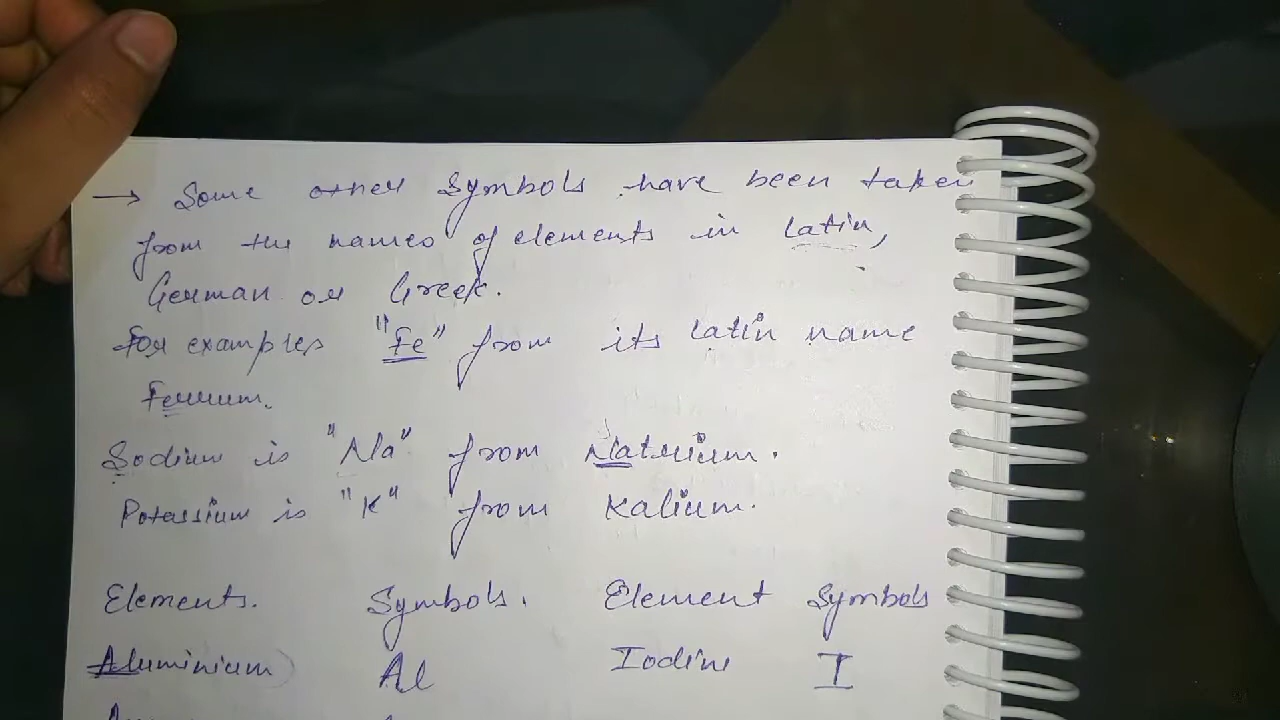 → Some other Symbols have been taken
from the names of elements in Latin,
German or Greek.
For examples "Fe" from its Latin name
Ferrum.
Sodium is "Na" from Natrium.
Potassium is "K" from Kalium.
Elements. Symbols. Element Symbols
Aluminium Al Iodine I